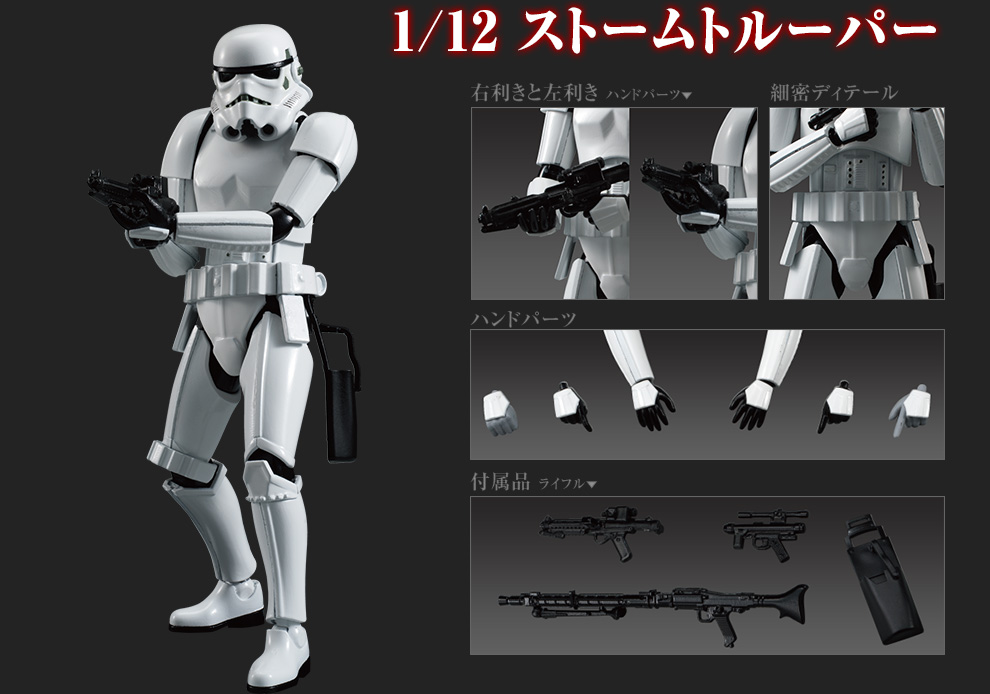 1/12 ストームトルーパー
右利きと左利き ハンドパーツ▼
細密ディテール
ハンドパーツ
付属品 ライフル▼